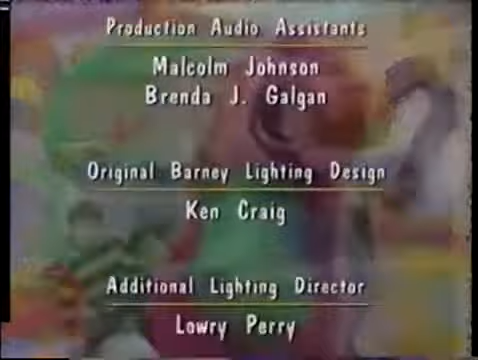 Production Audio Assistants
Malcolm Johnson
Brenda J. Galgan
Original Barney Lighting Design
Ken Craig
Additional Lighting Director
Lowry Perry